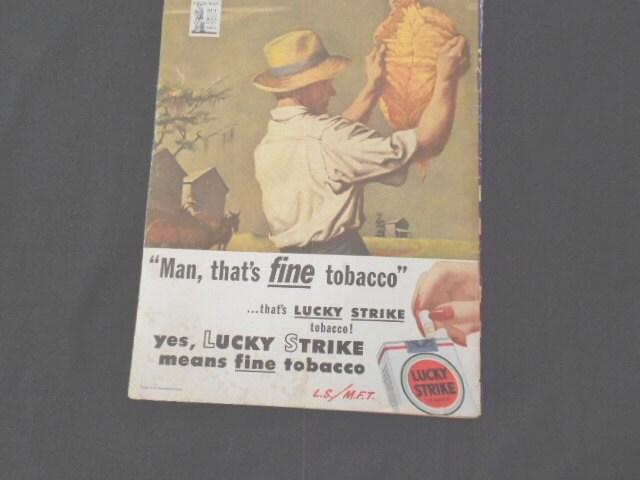 "Man, that's fine tobacco"
...that's LUCKY STRIKE
tobacco!
yes, LUCKY STRIKE
means fine tobacco
L.S./M.F.T.
LUCKY
STRIKE